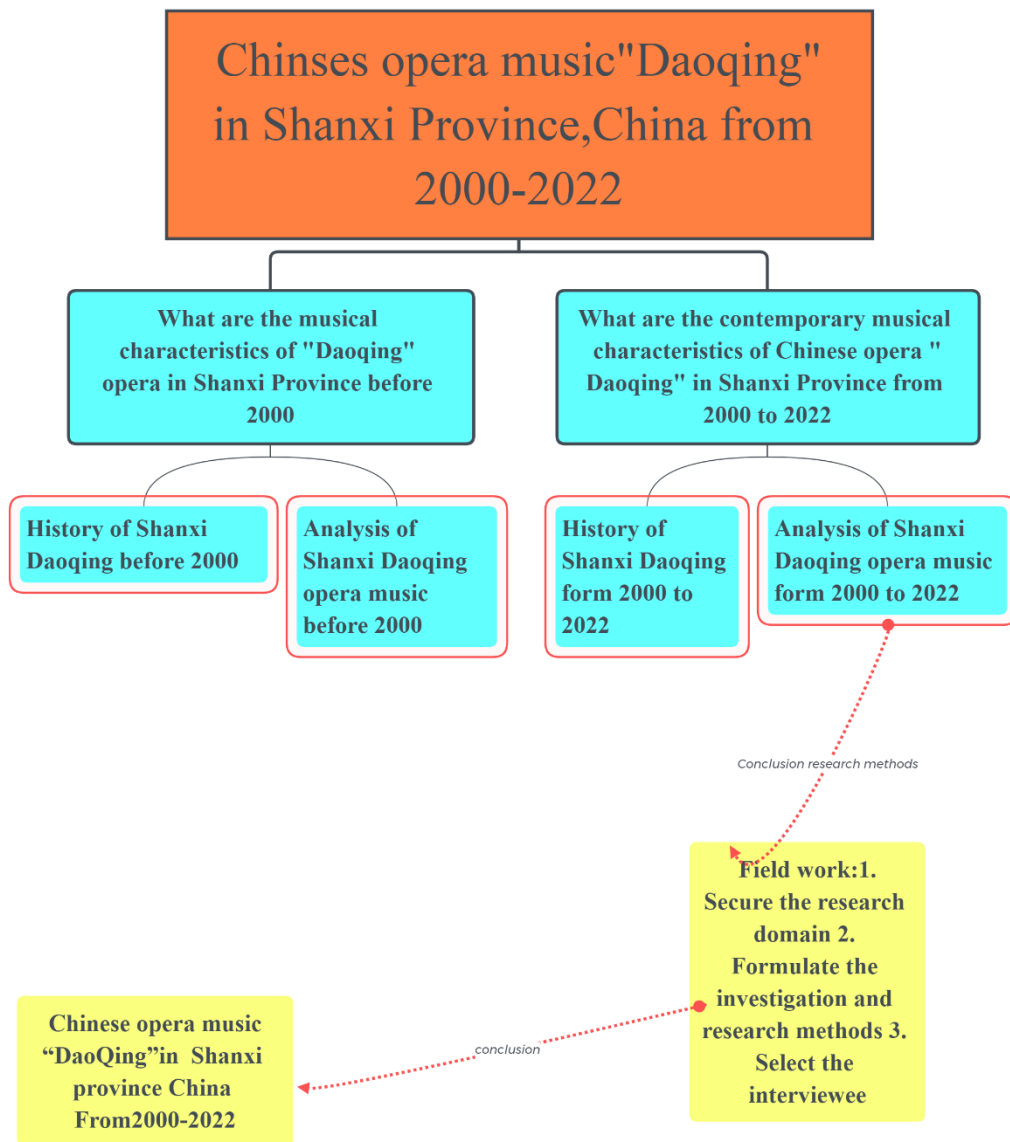 Chinses opera music"Daoqing"
in Shanxi Province,China from
2000-2022
What are the musical
characteristics of "Daoqing"
opera in Shanxi Province before
2000
What are the contemporary musical
characteristics of Chinese opera "
Daoqing" in Shanxi Province from
2000 to 2022
History of Shanxi
Daoqing before 2000
Analysis of
Shanxi Daoqing
opera music
before 2000
History of
Shanxi Daoqing
form 2000 to
2022
Analysis of Shanxi
Daoqing opera music
form 2000 to 2022
Conclusion research methods
Field work:1.
Secure the research
domain 2.
Formulate the
investigation and
research methods 3.
Select the
interviewee
conclusion
Chinese opera music
“DaoQing”in Shanxi
province China
From2000-2022